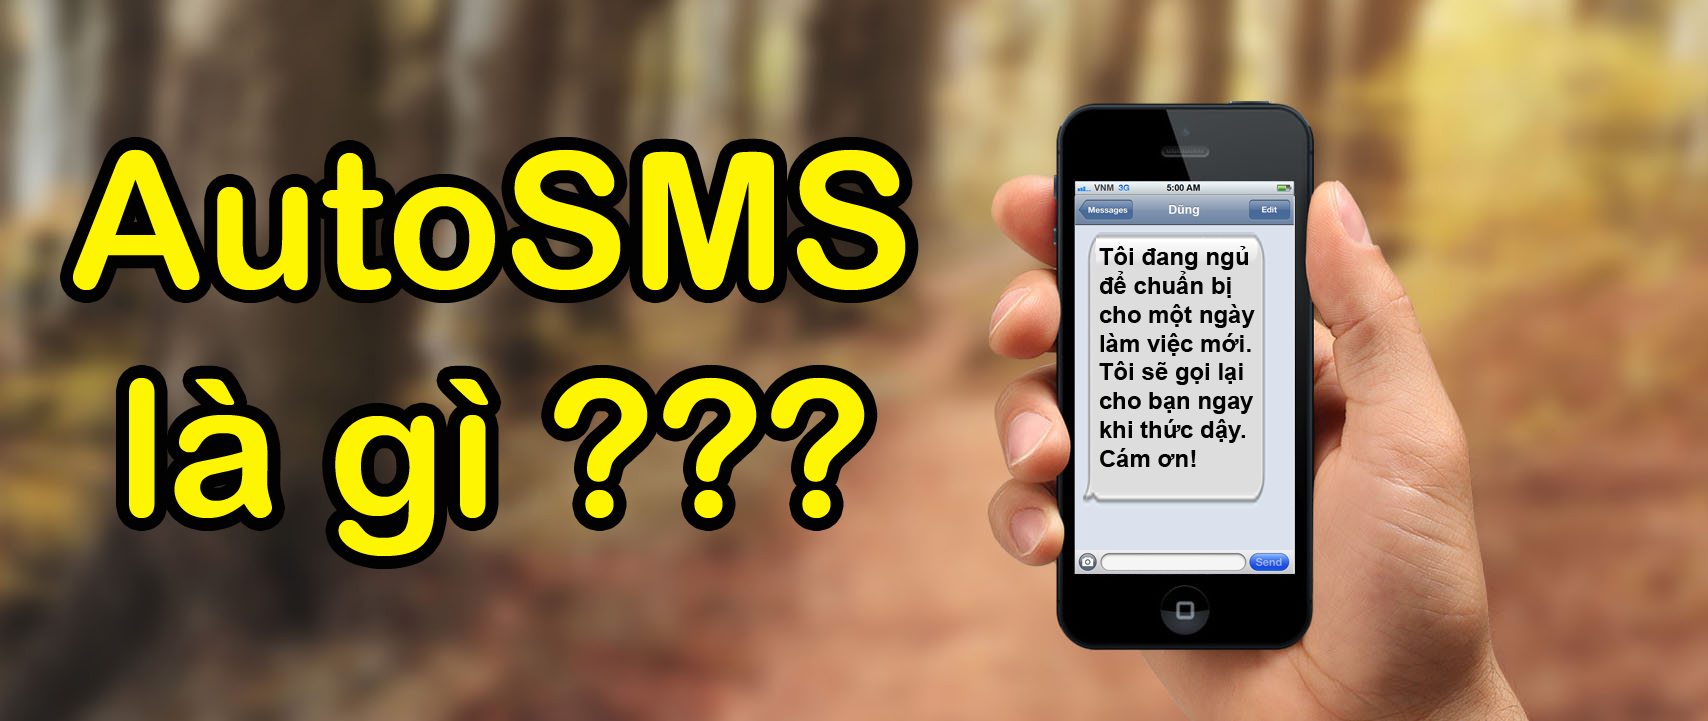 AutoSMS
là gì ???
VNM 3G 5:00 AM
Messages Dũng Edit
Tôi đang ngủ
để chuẩn bị
cho một ngày
làm việc mới.
Tôi sẽ gọi lại
cho bạn ngay
khi thức dậy.
Cám ơn!
Send